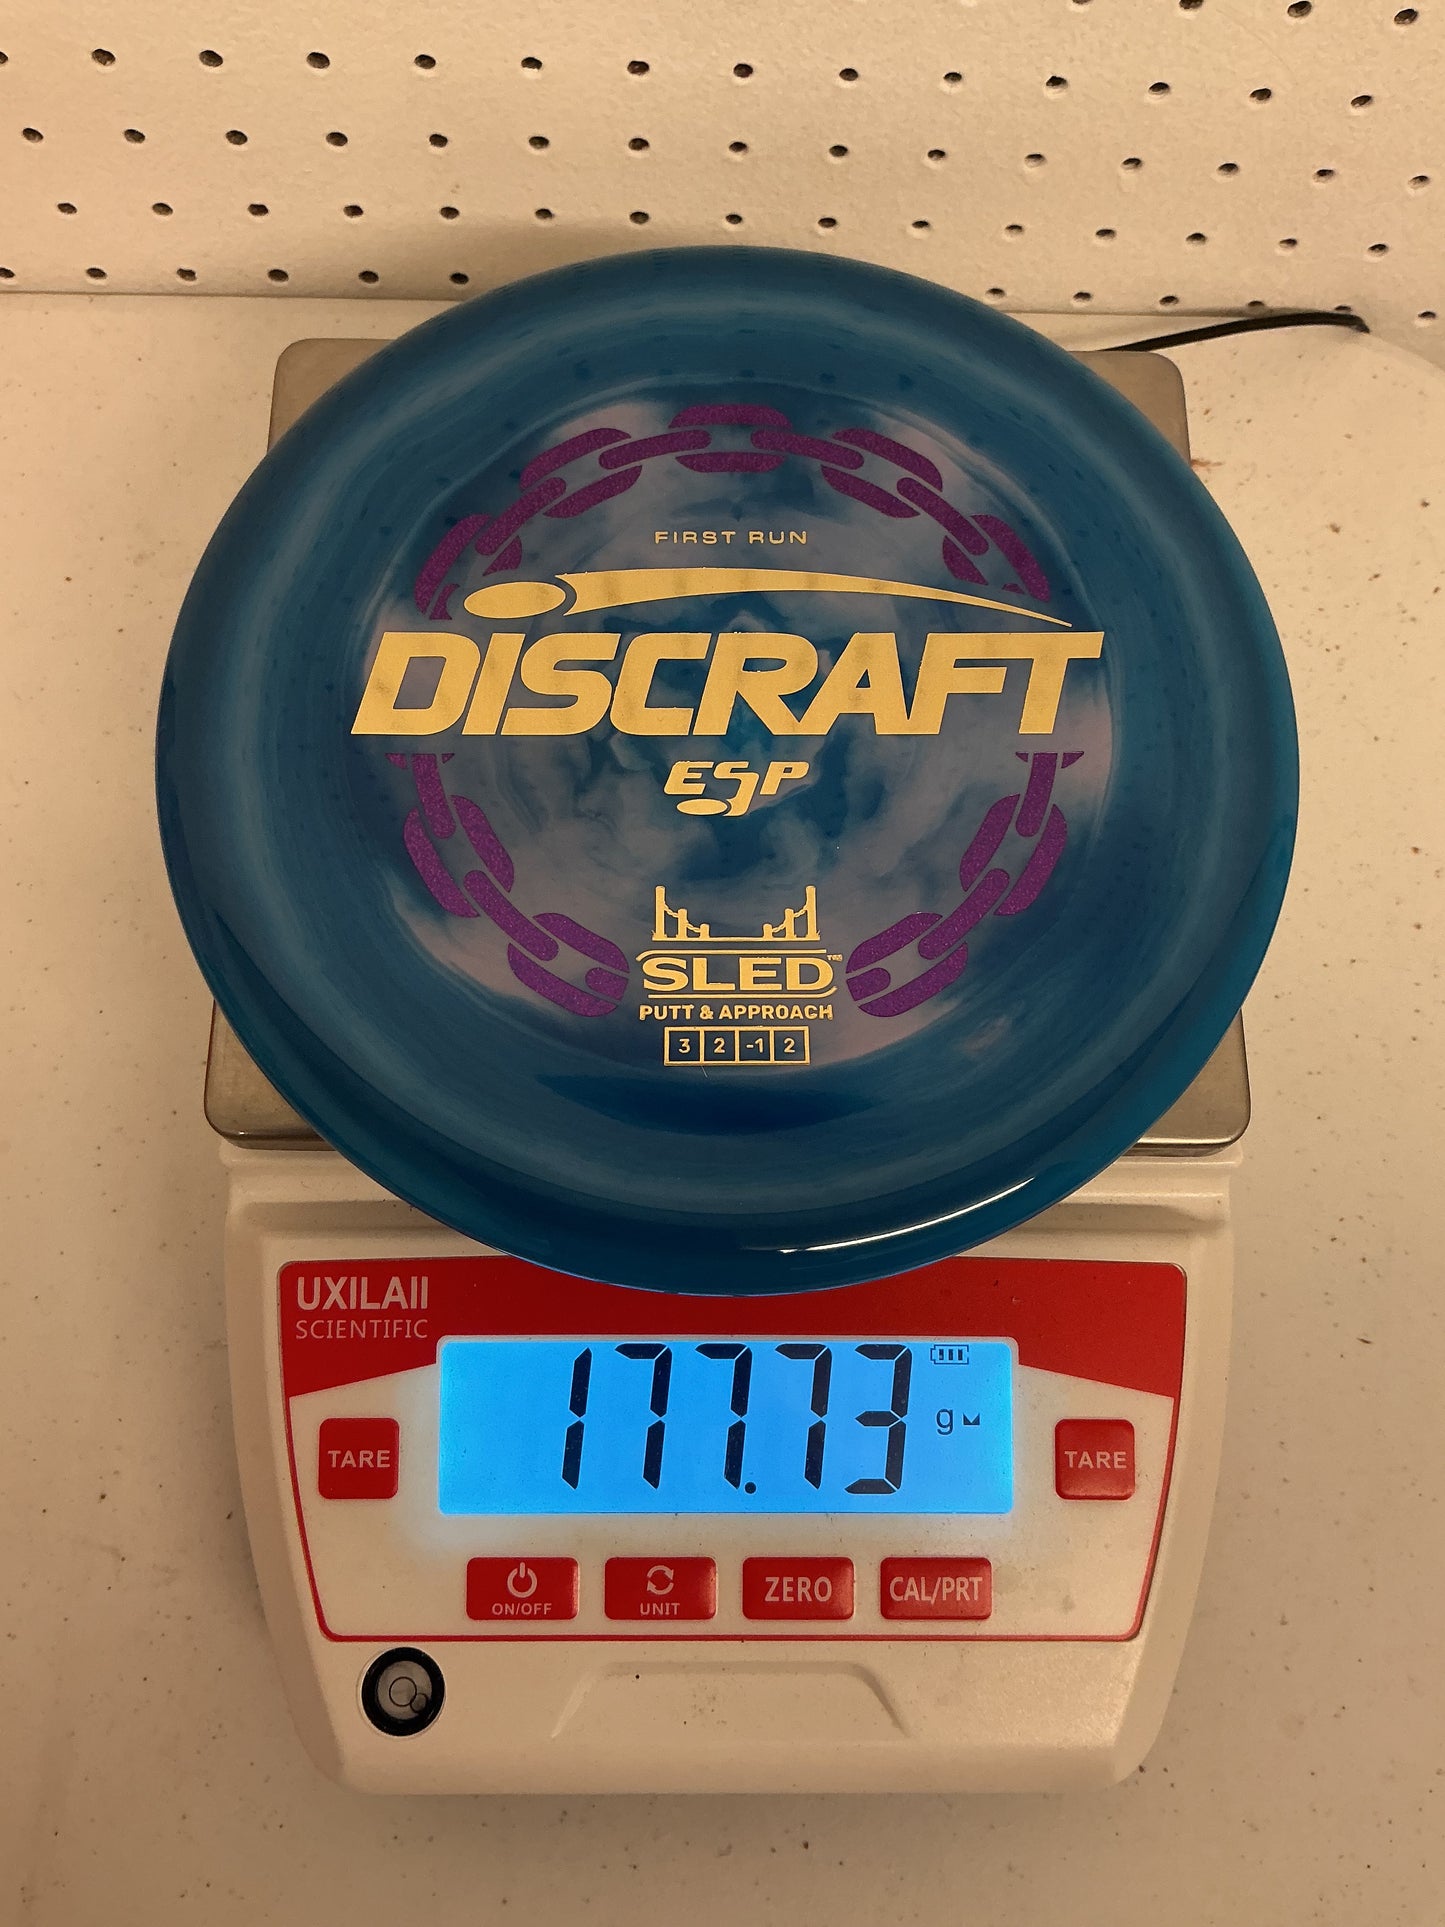 FIRST RUN
DISCRAFT
ESP
SLED™
PUTT & APPROACH
3 2 -1 2
UXILAII
SCIENTIFIC
177.73 g
TARE
TARE
ON/OFF
UNIT
ZERO
CAL/PRT